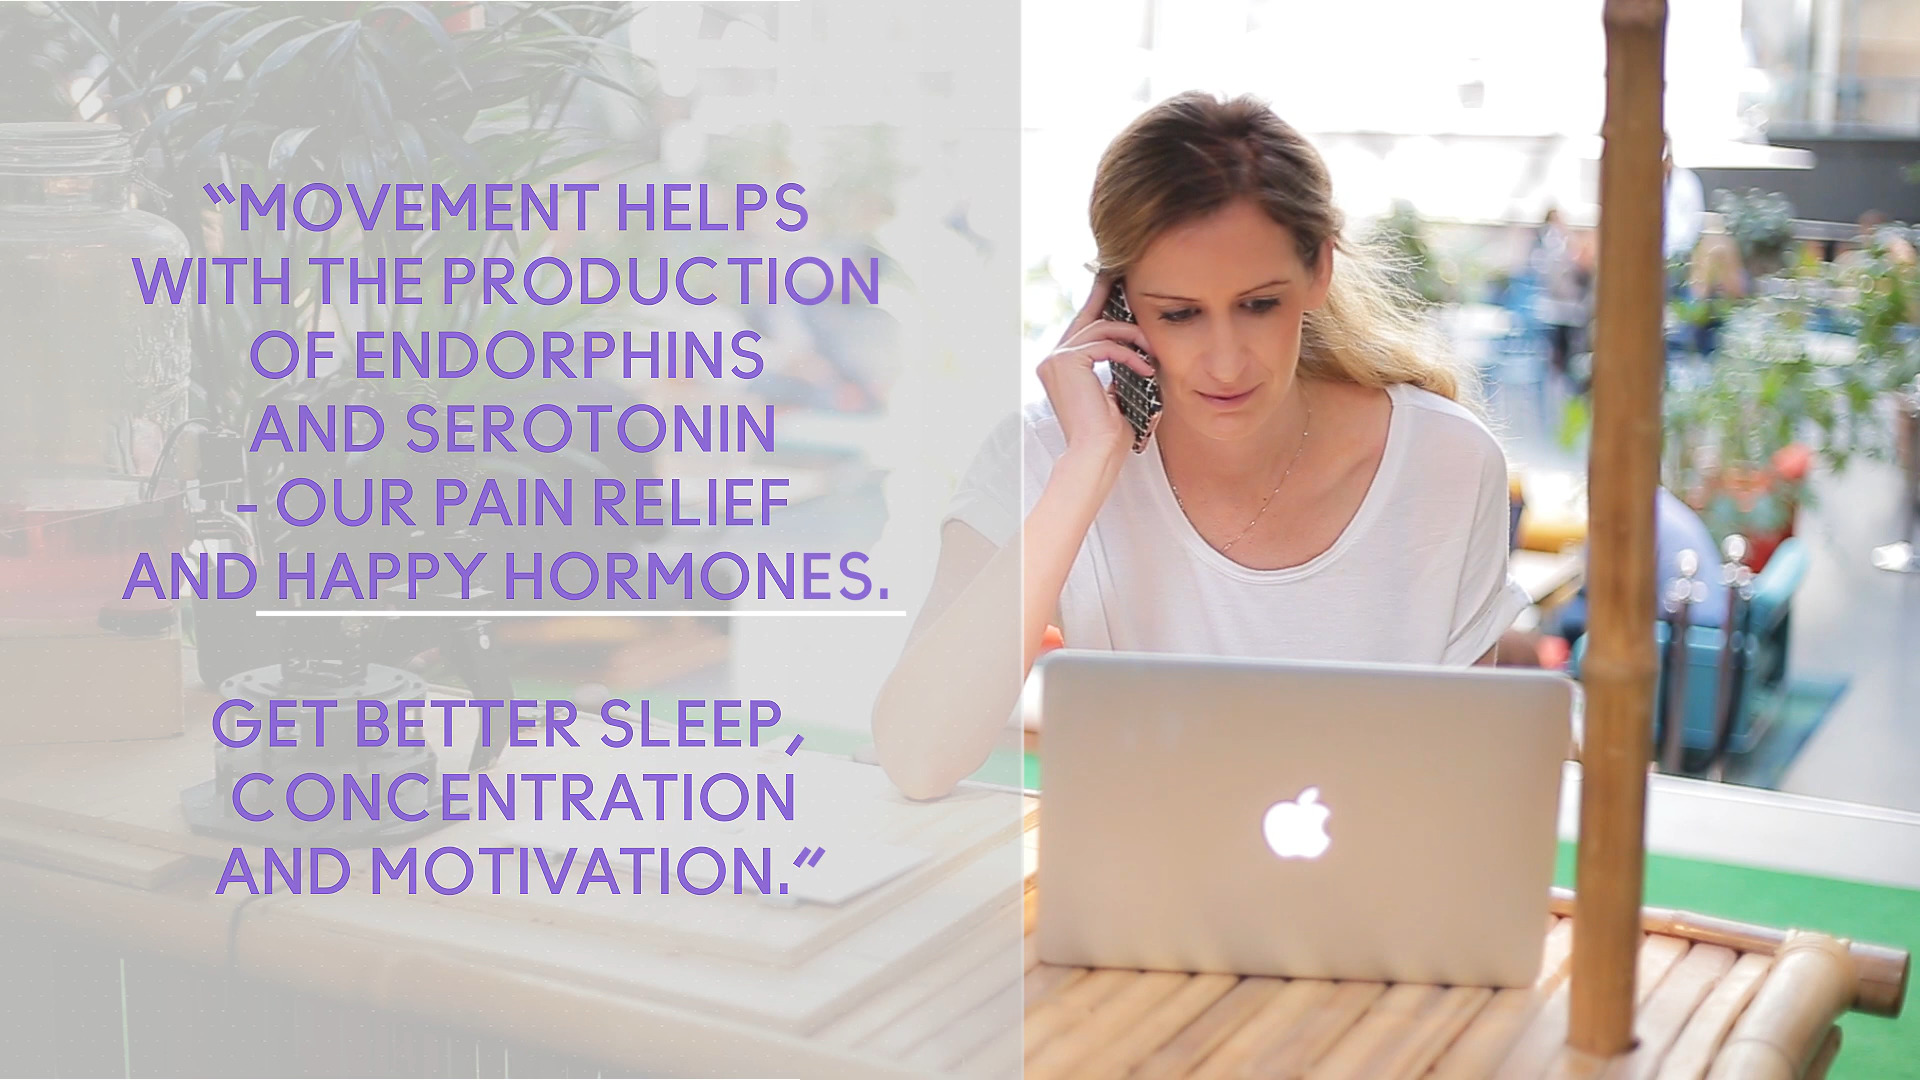 “MOVEMENT HELPS
WITH THE PRODUCTION
OF ENDORPHINS
AND SEROTONIN
- OUR PAIN RELIEF
AND HAPPY HORMONES.
GET BETTER SLEEP,
CONCENTRATION
AND MOTIVATION.”